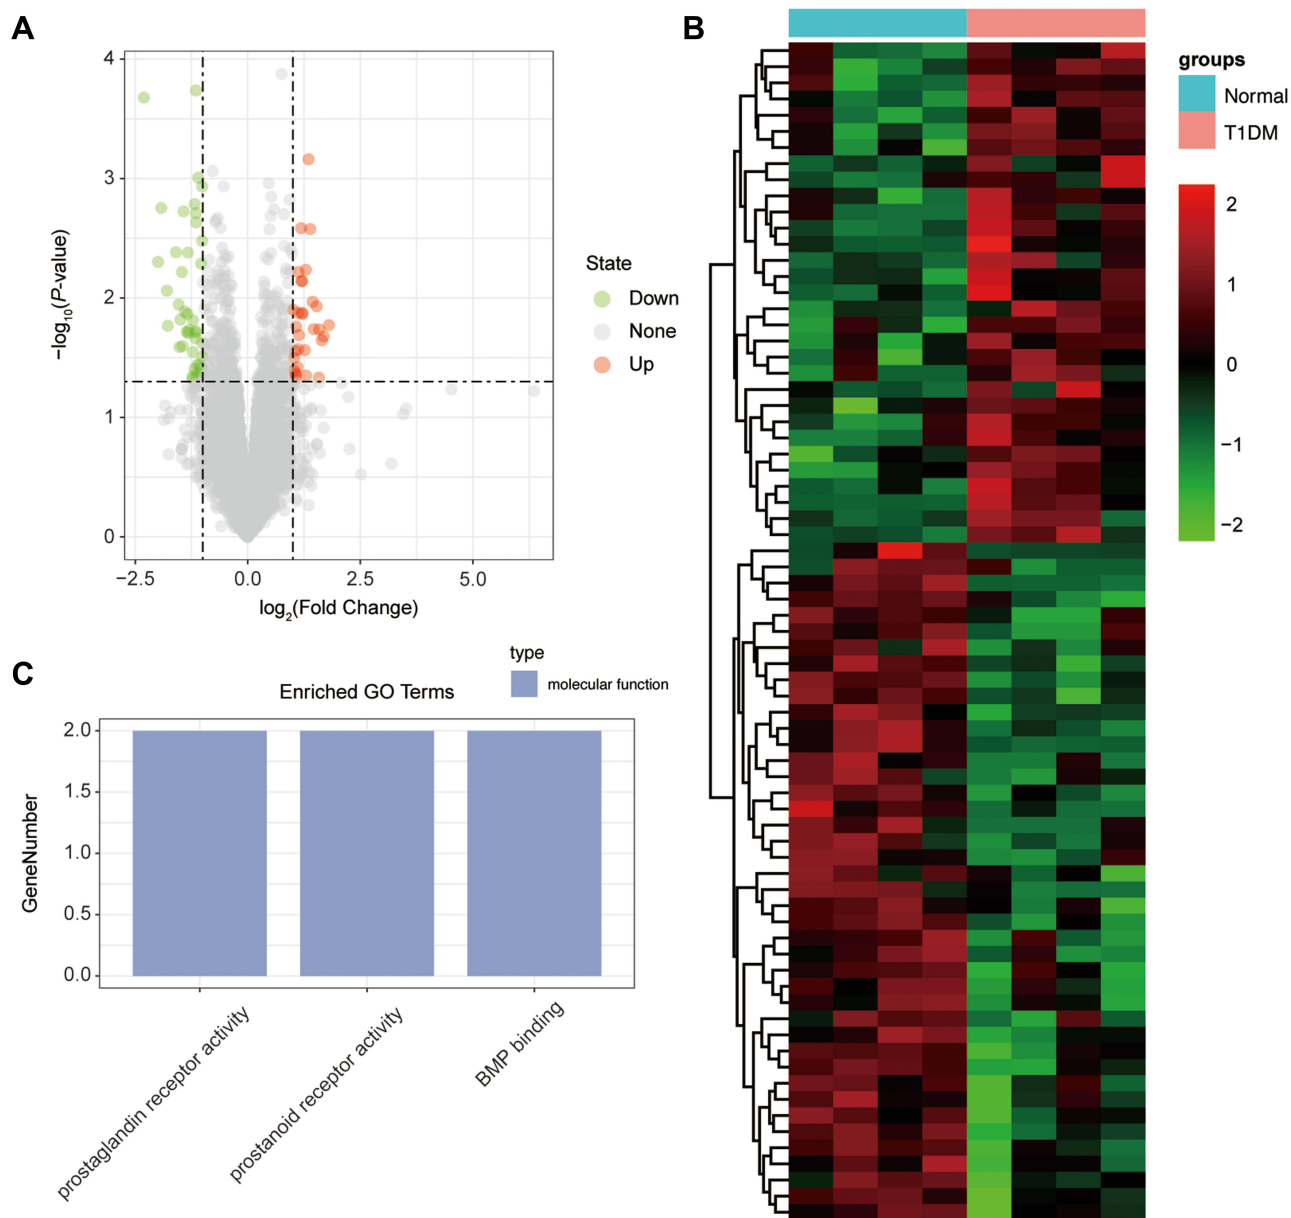 A
4
3
2
1
0
−log10(P-value)
−2.5
0.0
2.5
5.0
log2(Fold Change)
State
Down
None
Up
B
groups
Normal
T1DM
2
1
0
−1
−2
C
type
molecular function
Enriched GO Terms
2.0
1.5
1.0
0.5
0.0
GeneNumber
prostaglandin receptor activity
prostanoid receptor activity
BMP binding